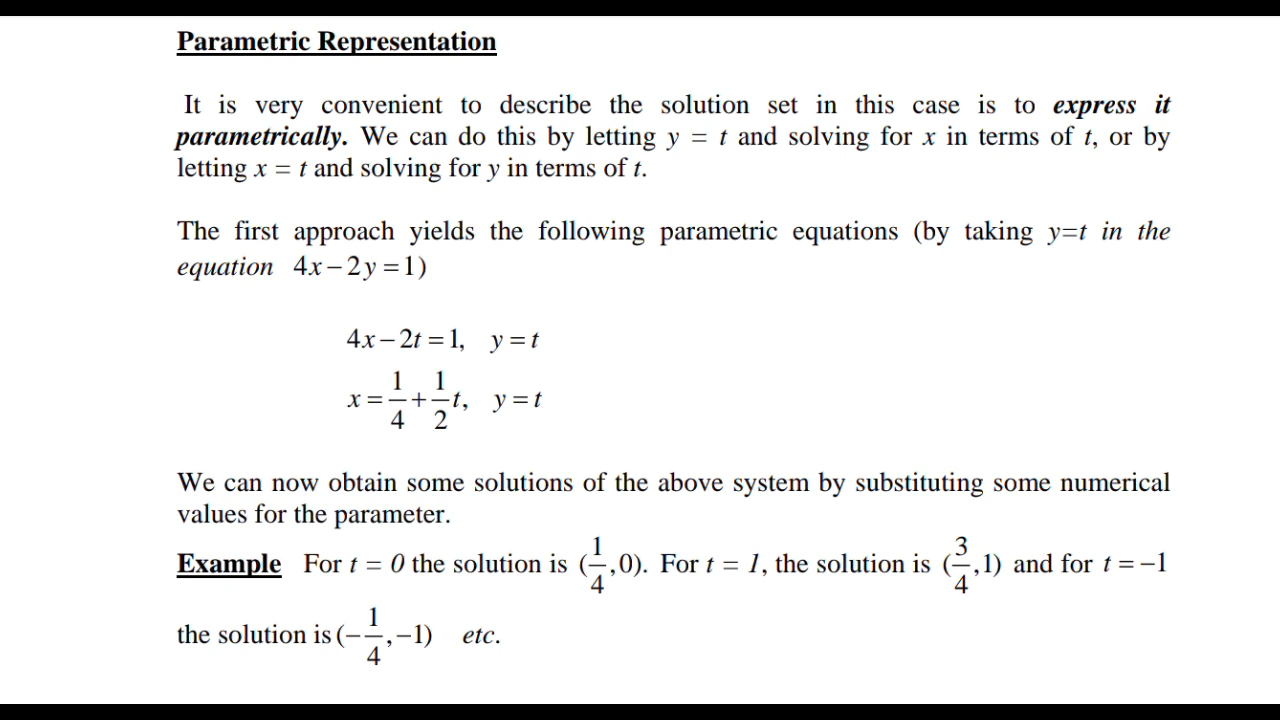 Parametric Representation
It is very convenient to describe the solution set in this case is to express it
parametrically. We can do this by letting y = t and solving for x in terms of t, or by
letting x = t and solving for y in terms of t.
The first approach yields the following parametric equations (by taking y=t in the
equation 4x−2y=1)
4x−2t=1, y=t
x=1/4+1/2t, y=t
We can now obtain some solutions of the above system by substituting some numerical
values for the parameter.
Example For t = 0 the solution is (1/4,0). For t = 1, the solution is (3/4,1) and for t=−1
the solution is (−1/4,−1) etc.